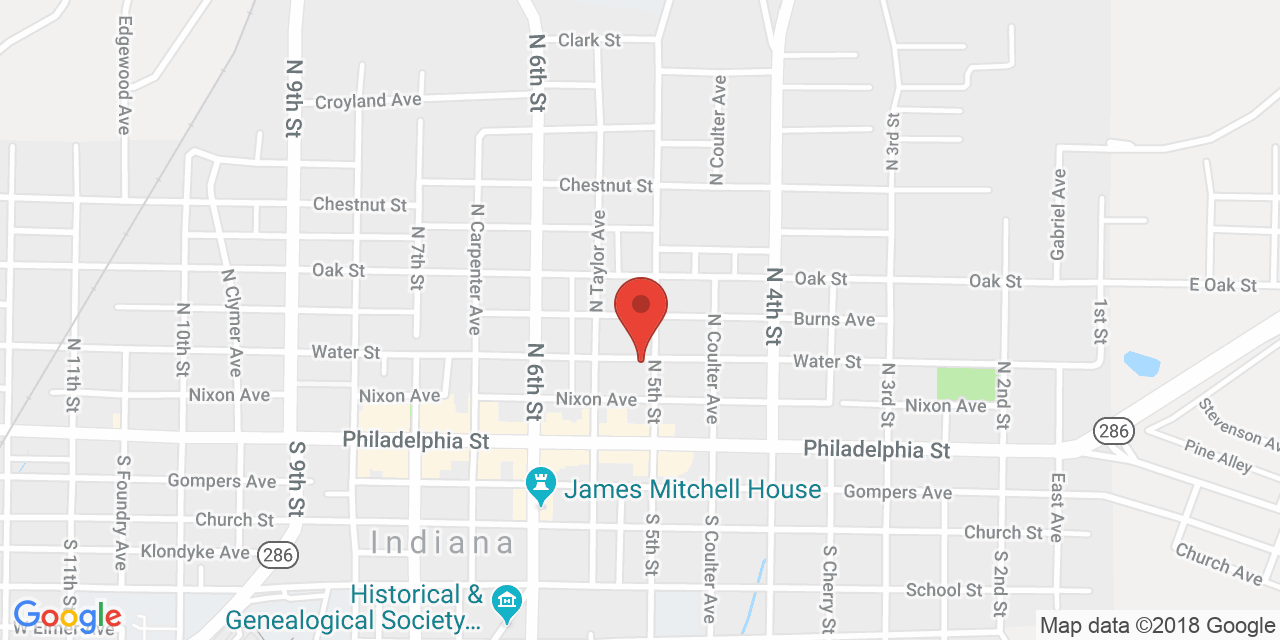 Edgewood Ave
N 9th St
N 6th St
Clark St
Croyland Ave
N Coulter Ave
N 3rd St
Chestnut St
Chestnut St
Gabriel Ave
N Carpenter Ave
N Taylor Ave
N 7th St
Oak St
N Clymer Ave
N 4th St
Oak St
Oak St
E Oak St
N 10th St
Burns Ave
N Coulter Ave
1st St
N 11th St
Water St
N 6th St
N 5th St
Water St
N 3rd St
N 2nd St
Nixon Ave
Nixon Ave
Nixon Ave
Nixon Ave
Stevenson Av
286
Philadelphia St
Philadelphia St
Pine Alley
S 9th St
S Foundry Ave
Gompers Ave
James Mitchell House
Gompers Ave
East Ave
Church St
S 5th St
S Coulter Ave
Church St
Indiana
Klondyke Ave
286
S 11th St
S Cherry St
S 2nd St
Church Ave
School St
Historical &
Genealogical Society...
Google
W Elmer Ave
Map data ©2018 Google